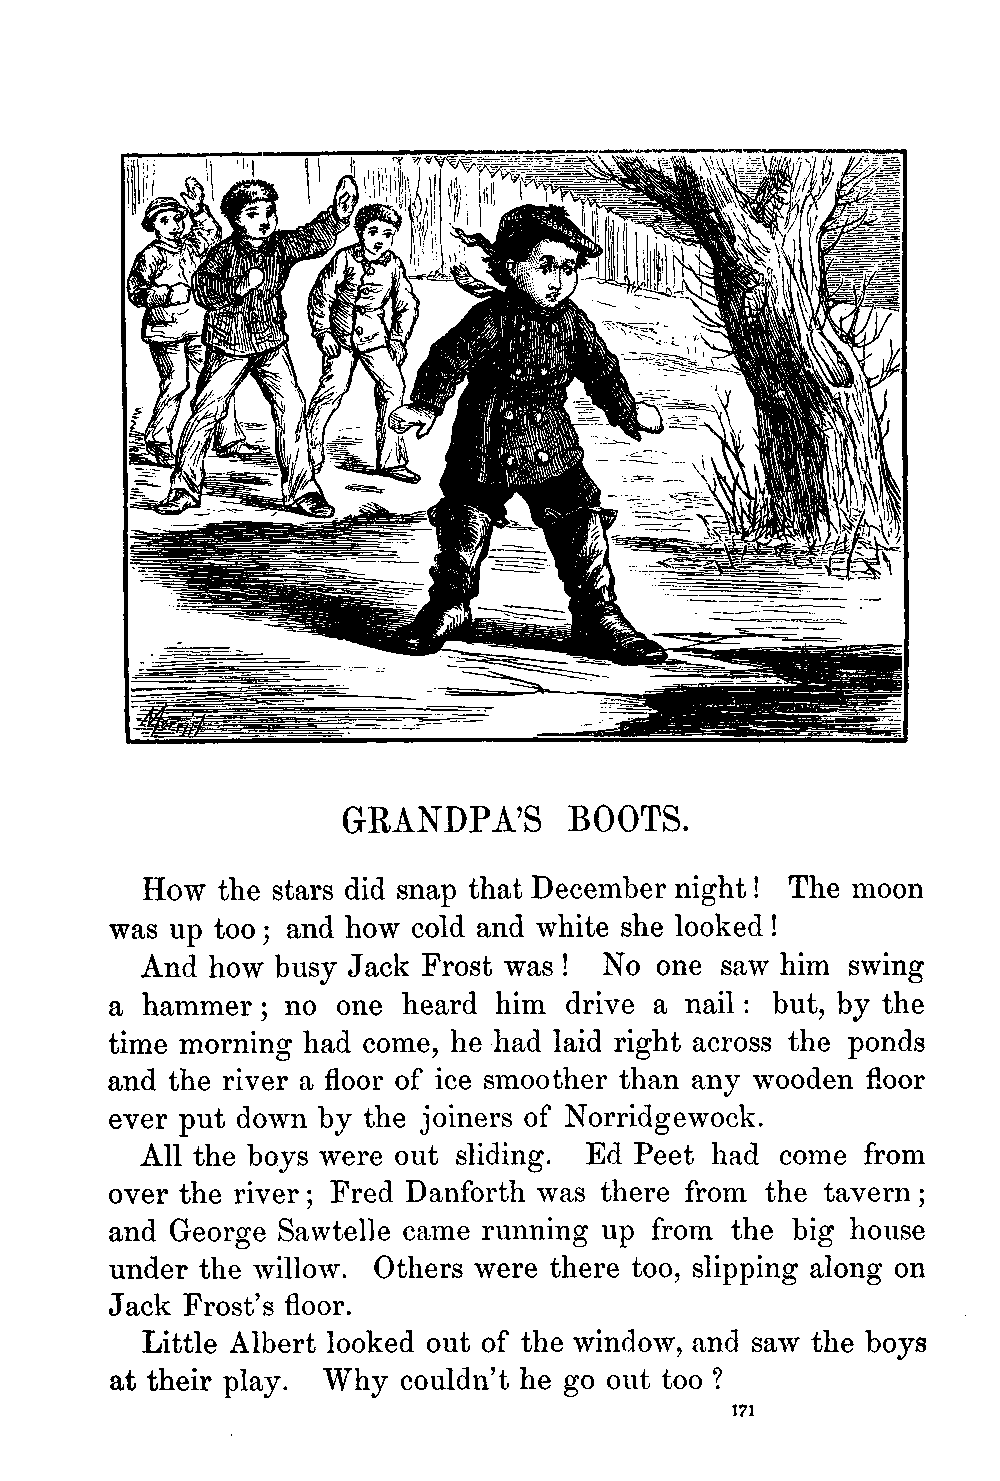 GRANDPA'S BOOTS.
How the stars did snap that December night! The moon
was up too; and how cold and white she looked!
And how busy Jack Frost was! No one saw him swing
a hammer; no one heard him drive a nail: but, by the
time morning had come, he had laid right across the ponds
and the river a floor of ice smoother than any wooden floor
ever put down by the joiners of Norridgewock.
All the boys were out sliding. Ed Peet had come from
over the river; Fred Danforth was there from the tavern;
and George Sawtelle came running up from the big house
under the willow. Others were there too, slipping along on
Jack Frost's floor.
Little Albert looked out of the window, and saw the boys
at their play. Why couldn't he go out too?
171